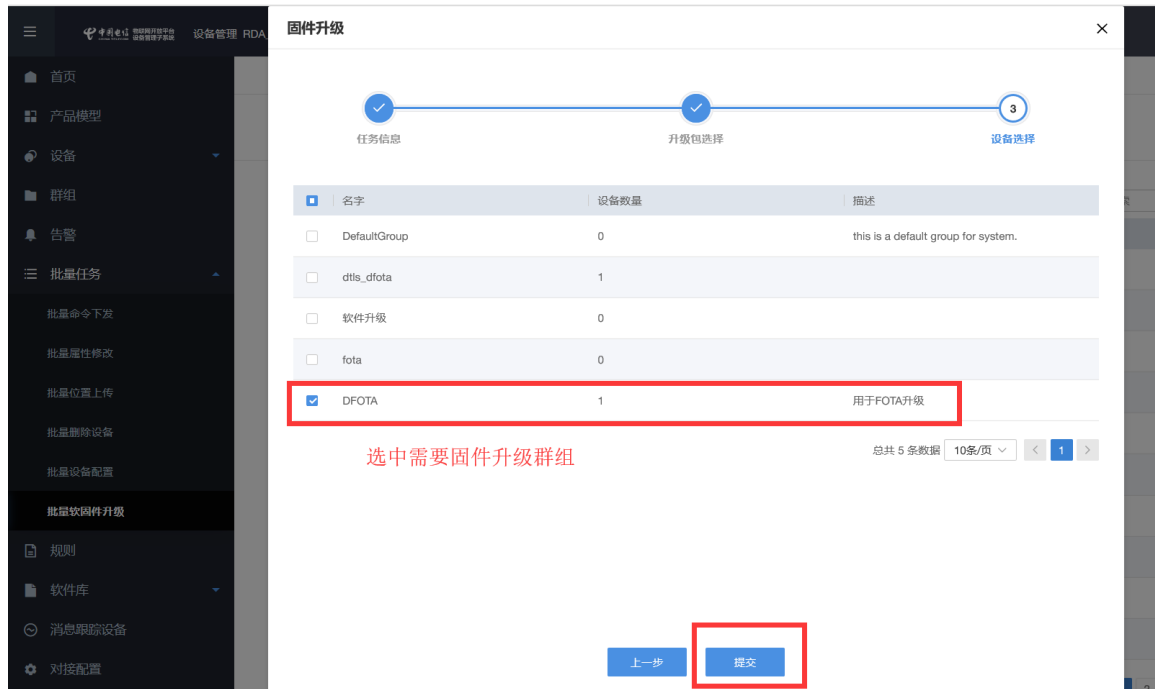 中国电信 物联网开放平台
设备管理子系统
设备管理 RDA_
固件升级
首页
产品模型
设备
群组
告警
批量任务
批量命令下发
批量属性修改
批量位置上传
批量删除设备
批量设备配置
批量软固件升级
规则
软件库
消息跟踪设备
对接配置
3
任务信息 升级包选择 设备选择
名字 设备数量 描述
DefaultGroup 0 this is a default group for system.
dtls_dfota 1
软件升级 0
fota 0
DFOTA 1 用于FOTA升级
选中需要固件升级群组
总共 5 条数据 10条/页 < 1 >
上一步 提交